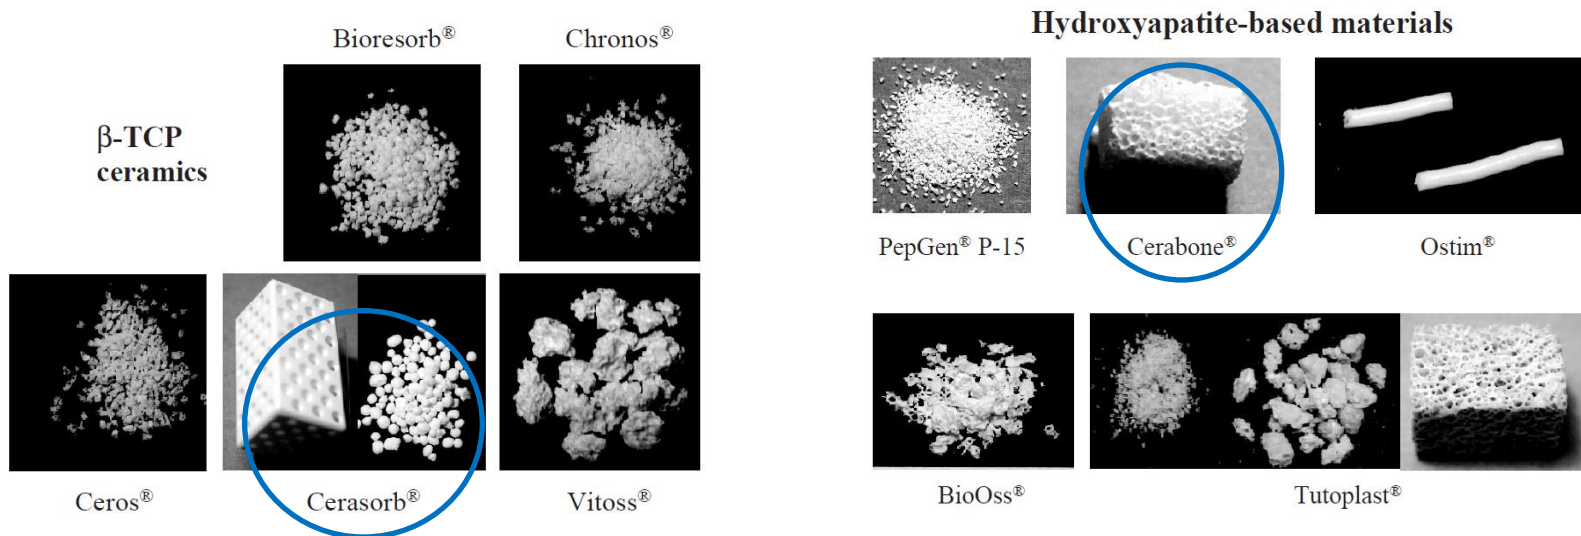 Bioresorb®
Chronos®
β-TCP
ceramics
Ceros®
Cerasorb®
Vitoss®
Hydroxyapatite-based materials
PepGen® P-15
Cerabone®
Ostim®
BioOss®
Tutoplast®